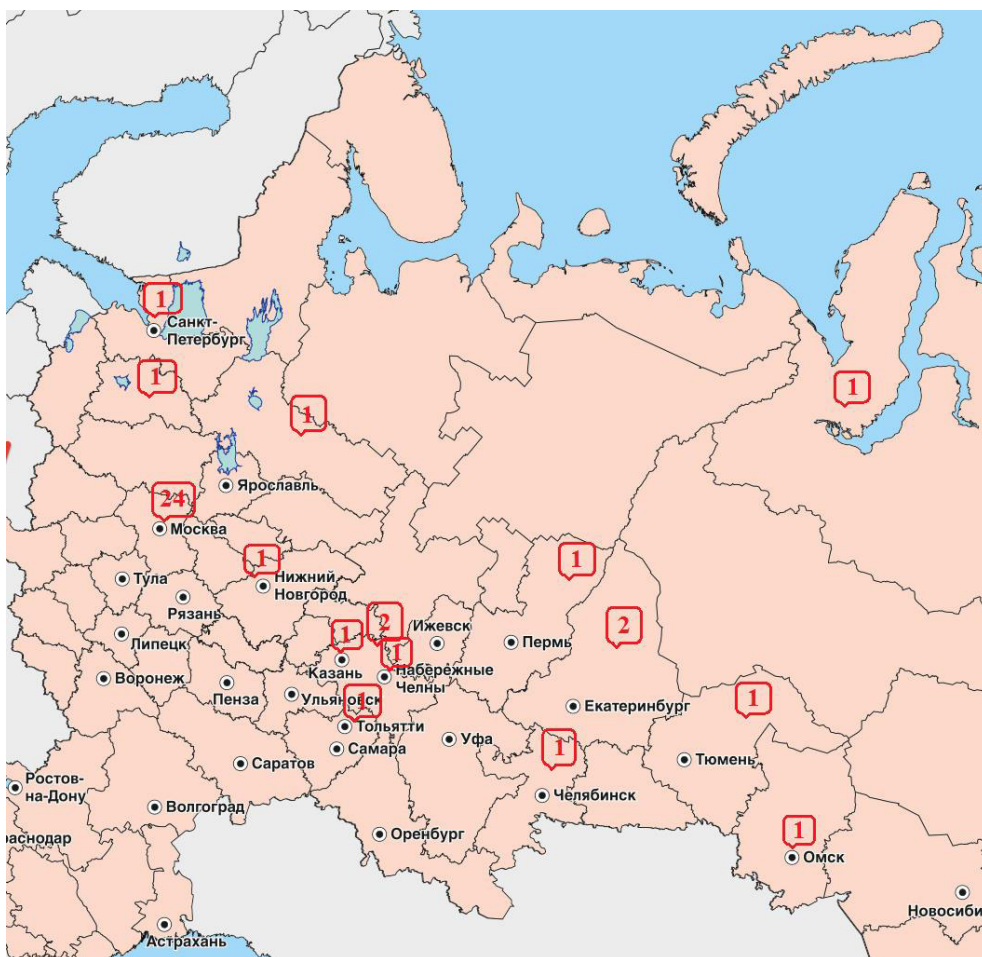 1
Санкт-
Петербург
1
1
1
Ярославль
24
Москва
1
Нижний
Новгород
1
Тула
Рязань
2
2
Ижевск
Пермь
Липецк
1
1
Казань
Набережные
Челны
Воронеж
Пенза
Ульяновск
1
1
Екатеринбург
Тольятти
Самара
Уфа
1
Саратов
Тюмень
Ростов-
на-Дону
Волгоград
Челябинск
раснодар
Оренбург
1
Омск
Новосиби
Астрахань